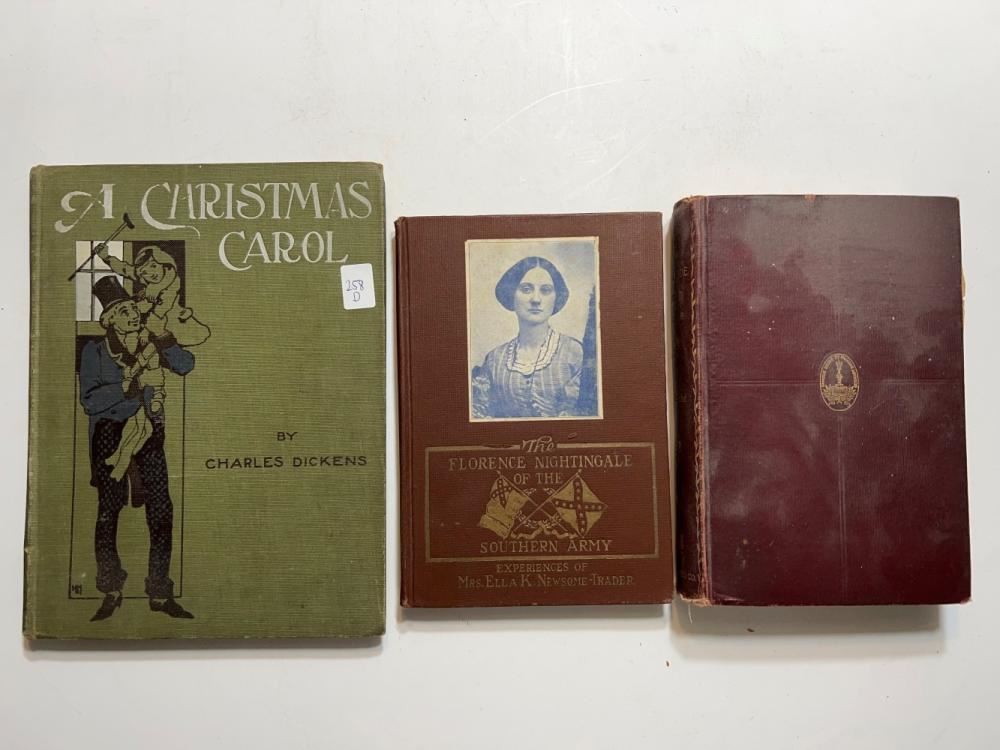 A CHRISTMAS
CAROL
258
D
BY
CHARLES DICKENS
The
FLORENCE NIGHTINGALE
OF THE
SOUTHERN ARMY
EXPERIENCES OF
MRS. ELLA K. NEWSOME-TRADER